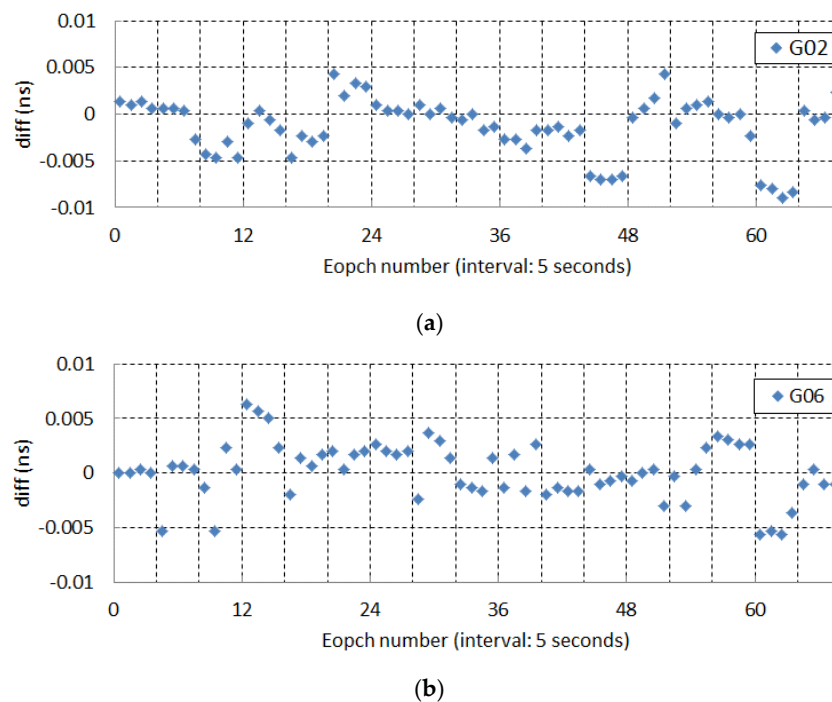 (a)
0.01
G02
0.005
diff (ns)
0
-0.005
-0.01
0 12 24 36 48 60
Eopch number (interval: 5 seconds)
(a)
0.01
G06
0.005
diff (ns)
0
-0.005
-0.01
0 12 24 36 48 60
Eopch number (interval: 5 seconds)
(b)